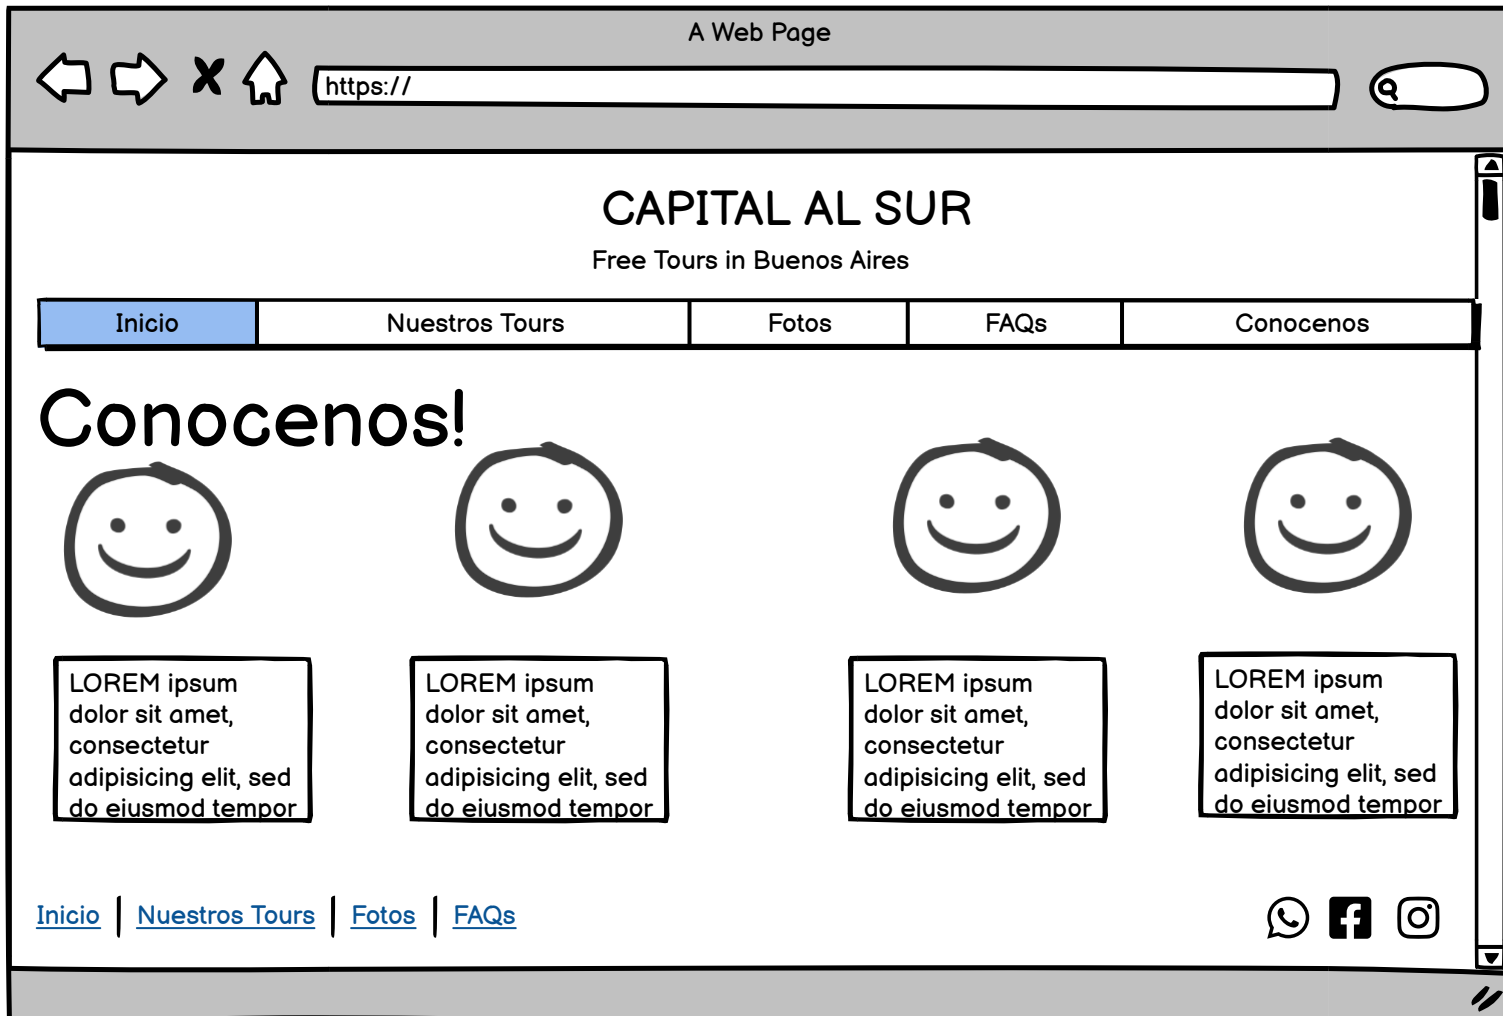 A Web Page
https://
CAPITAL AL SUR
Free Tours in Buenos Aires
Inicio Nuestros Tours Fotos FAQs Conocenos
Conocenos!
LOREM ipsum
dolor sit amet,
consectetur
adipisicing elit, sed
do eiusmod tempor
LOREM ipsum
dolor sit amet,
consectetur
adipisicing elit, sed
do eiusmod tempor
LOREM ipsum
dolor sit amet,
consectetur
adipisicing elit, sed
do eiusmod tempor
LOREM ipsum
dolor sit amet,
consectetur
adipisicing elit, sed
do eiusmod tempor
Inicio | Nuestros Tours | Fotos | FAQs